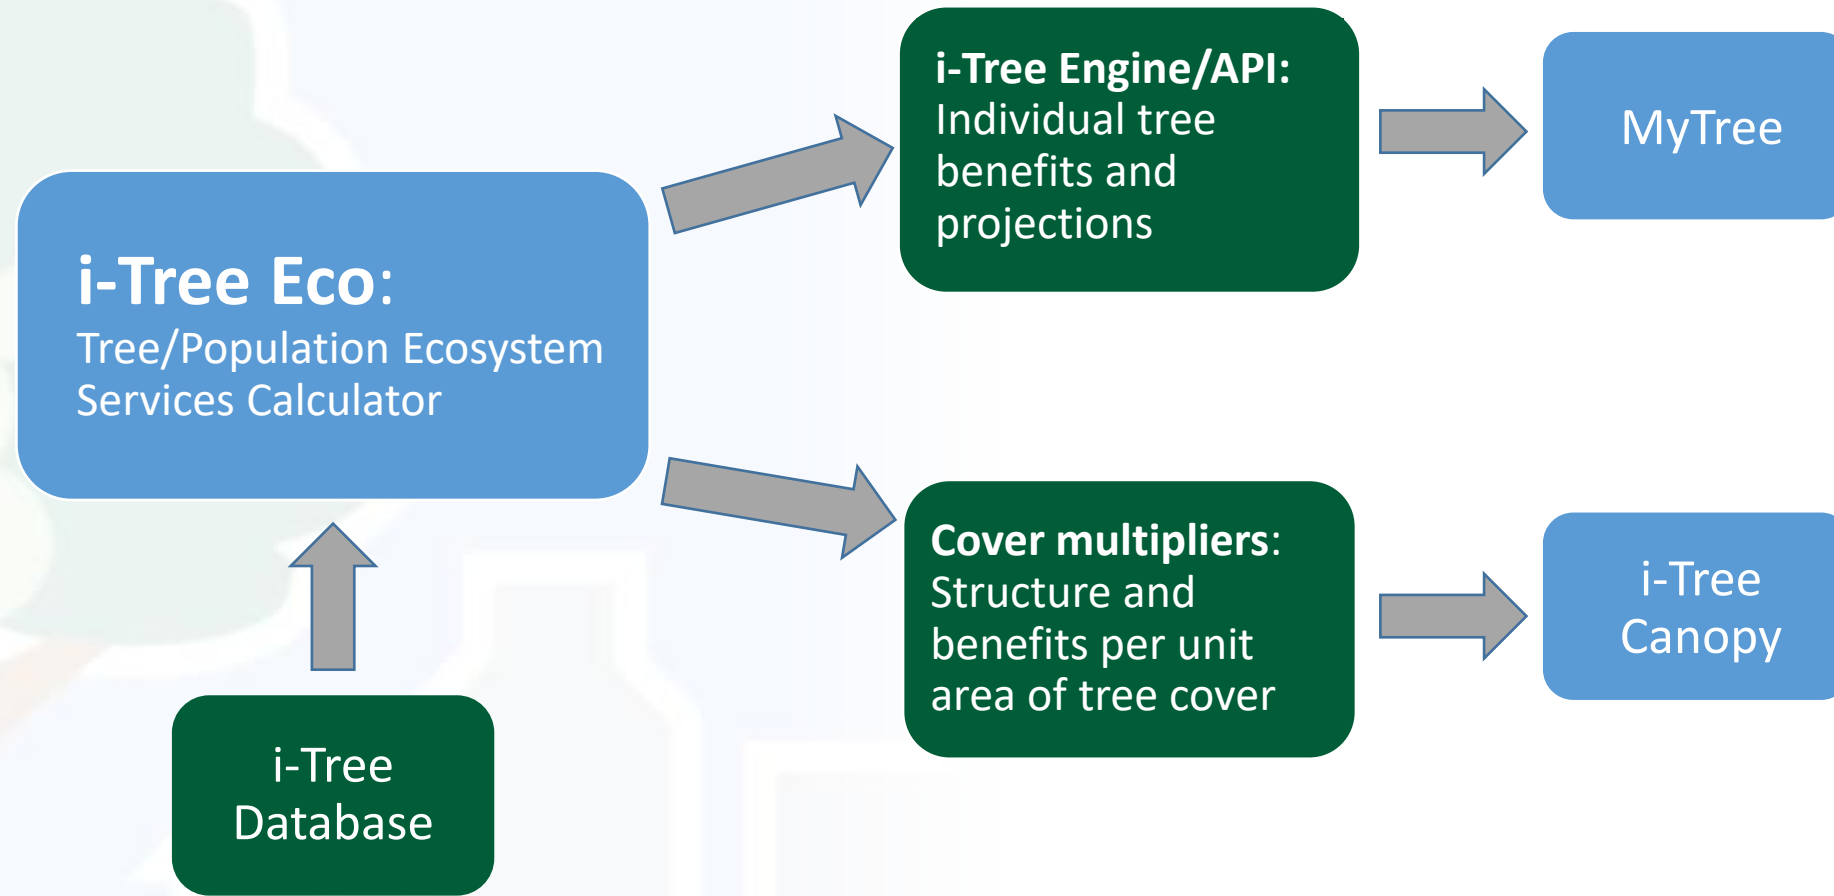 i-Tree Eco:
Tree/Population Ecosystem
Services Calculator
i-Tree
Database
i-Tree Engine/API:
Individual tree
benefits and
projections
MyTree
Cover multipliers:
Structure and
benefits per unit
area of tree cover
i-Tree
Canopy